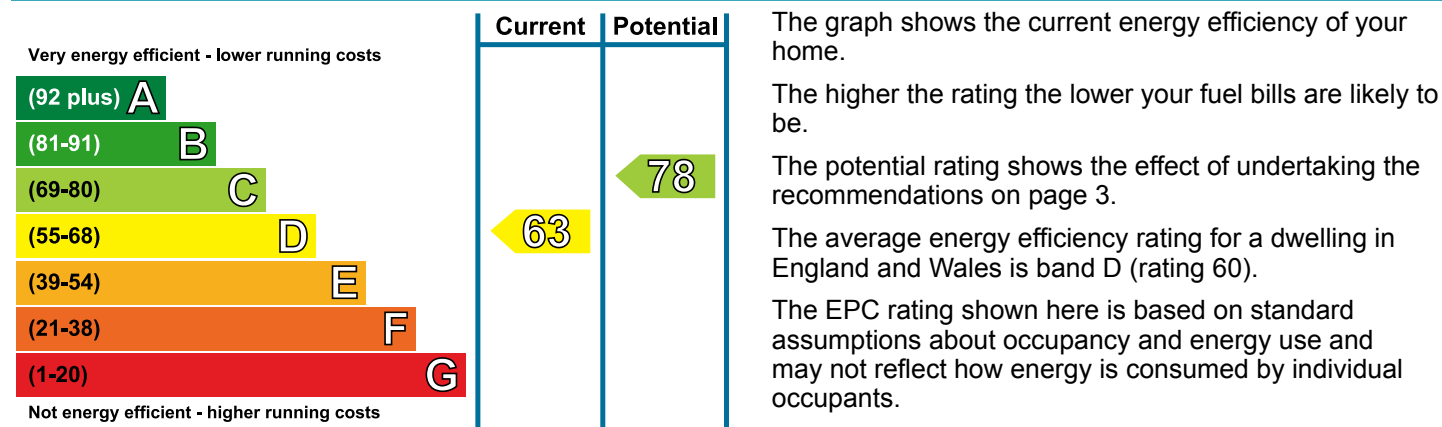 Current Potential
Very energy efficient - lower running costs
(92 plus) A
(81-91) B
(69-80) C
78
(55-68) D
63
(39-54) E
(21-38) F
(1-20) G
Not energy efficient - higher running costs
The graph shows the current energy efficiency of your
home.
The higher the rating the lower your fuel bills are likely to
be.
The potential rating shows the effect of undertaking the
recommendations on page 3.
The average energy efficiency rating for a dwelling in
England and Wales is band D (rating 60).
The EPC rating shown here is based on standard
assumptions about occupancy and energy use and
may not reflect how energy is consumed by individual
occupants.